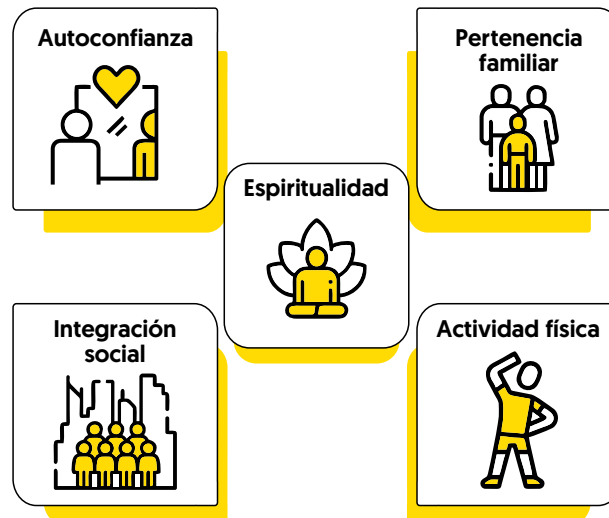 Autoconfianza
Pertenencia
familiar
Espiritualidad
Integración
social
Actividad física